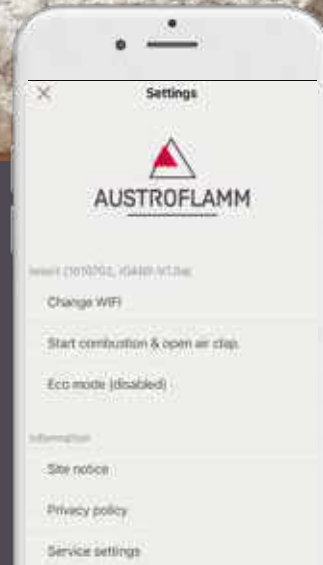 Settings
AUSTROFLAMM
Change WIFI
Start combustion & open air clap.
Eco mode (disabled)
Information
Site notice
Privacy policy
Service settings